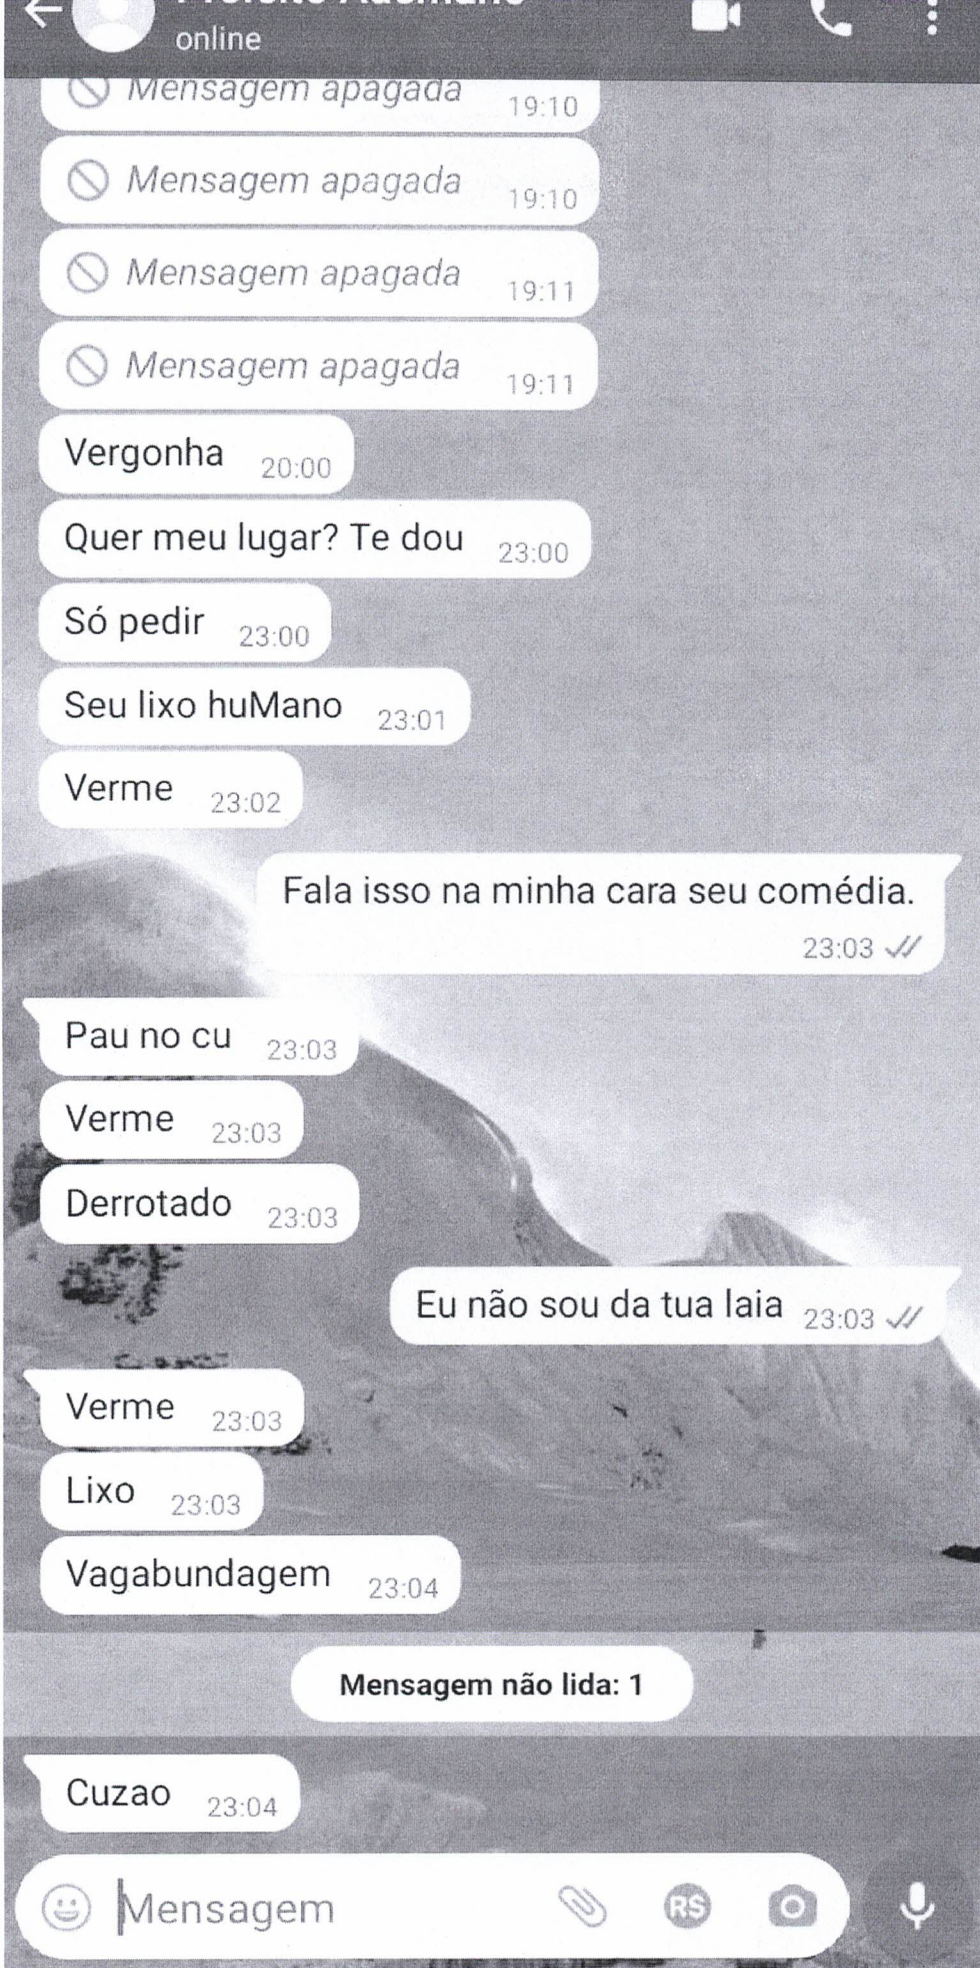 online
Mensagem apagada 19:10
Mensagem apagada 19:10
Mensagem apagada 19:11
Mensagem apagada 19:11
Vergonha 20:00
Quer meu lugar? Te dou 23:00
Só pedir 23:00
Seu lixo huMano 23:01
Verme 23:02
Fala isso na minha cara seu comédia.
23:03
Pau no cu 23:03
Verme 23:03
Derrotado 23:03
Eu não sou da tua laia 23:03
Verme 23:03
Lixo 23:03
Vagabundagem 23:04
Mensagem não lida: 1
Cuzao 23:04
Mensagem R$